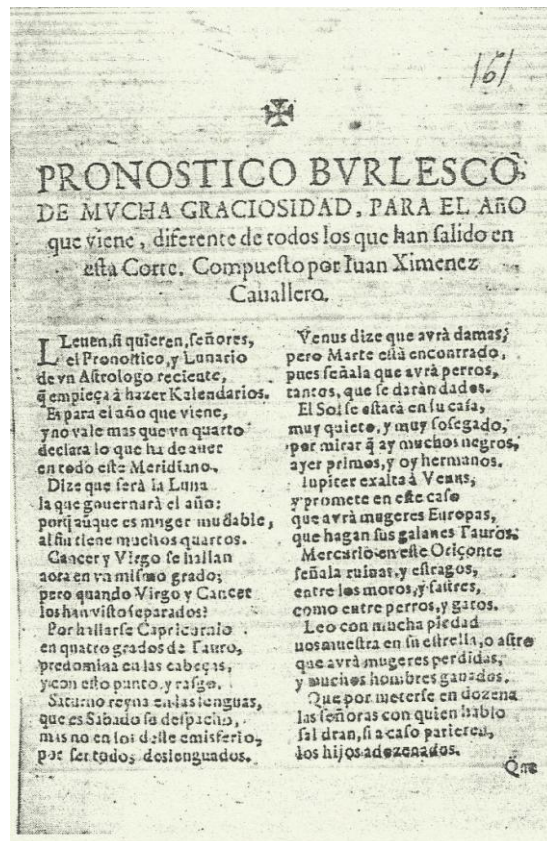 161
PRONOSTICO BVRLESCO,
DE MVCHA GRACIOSIDAD, PARA EL AñO
que viene, diferente de todos los que han salido en
esta Corte. Compuesto por Iuan Ximenez
Cauallero.
LLeuen, si quieren, señores,
el Pronostico, y Lunario
de vn Astrologo reciente,
q̃ empieça à hazer Kalendarios.
Es para el año que viene,
y no vale mas que vn quarto
declara lo que ha de auer
en todo este Meridiano.
Dize que serà la Luna
la que gouernarà el año:
porq̃ aũque es muger mudable,
al fin tiene muchos quartos.
Cancer y Virgo se hallan
aora en vn mismo grado;
pero quando Virgo y Cancer
los han visto separados?
Por hallarse Capricornio
en quatro grados de Tauro,
predomina en las cabeças,
y con esto punto, y rasgo.
Saturno reyna en las lenguas,
que es Sabado su despacho,
mas no en los deste emisferio,
por ser todos deslenguados.
Venus dize que avrà damas;
pero Marte està encontrado,
pues señala que avrà perros,
tantos, que se daràn dados.
El Sol se estarà en su casa,
muy quieto, y muy sosegado,
por mirar q̃ ay muchos negros,
ayer primos, y oy hermanos.
Iupiter exalta à Venus;
y promete en este caso
que avrà mugeres Europas,
que hagan sus galanes Tauros.
Mercurio en este Oriçonte
señala ruinas, y estragos,
entre los moros, y sastres,
como entre perros, y gatos.
Leo con mucha piedad
nos muestra en su estrella, o astro
que avrà mugeres perdidas,
y muchos hombres ganados.
Que por meterse en dozena
las señoras con quien hablo
saldran, si a caso parieren,
los hijos adozenados.
Que